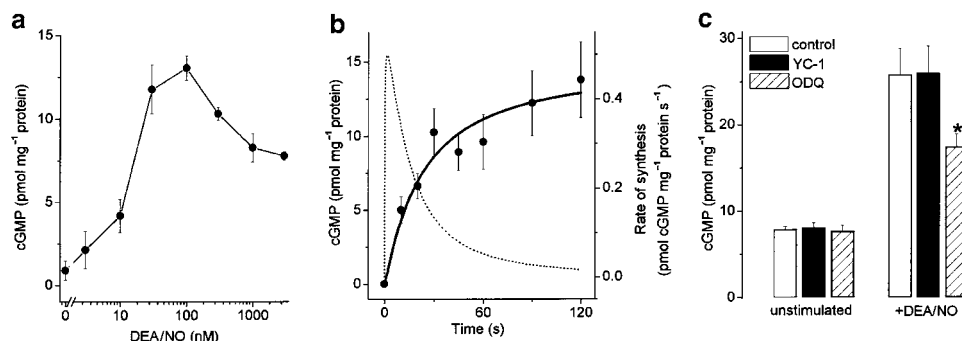 a
cGMP (pmol mg⁻¹ protein)
15
10
5
0
0
10
100
1000
DEA/NO (nM)
b
cGMP (pmol mg⁻¹ protein)
15
10
5
0
0
60
120
Time (s)
0.4
0.2
0.0
Rate of synthesis
(pmol cGMP mg⁻¹ protein s⁻¹)
c
cGMP (pmol mg⁻¹ protein)
30
20
10
0
control
YC-1
ODQ
*
unstimulated
+DEA/NO